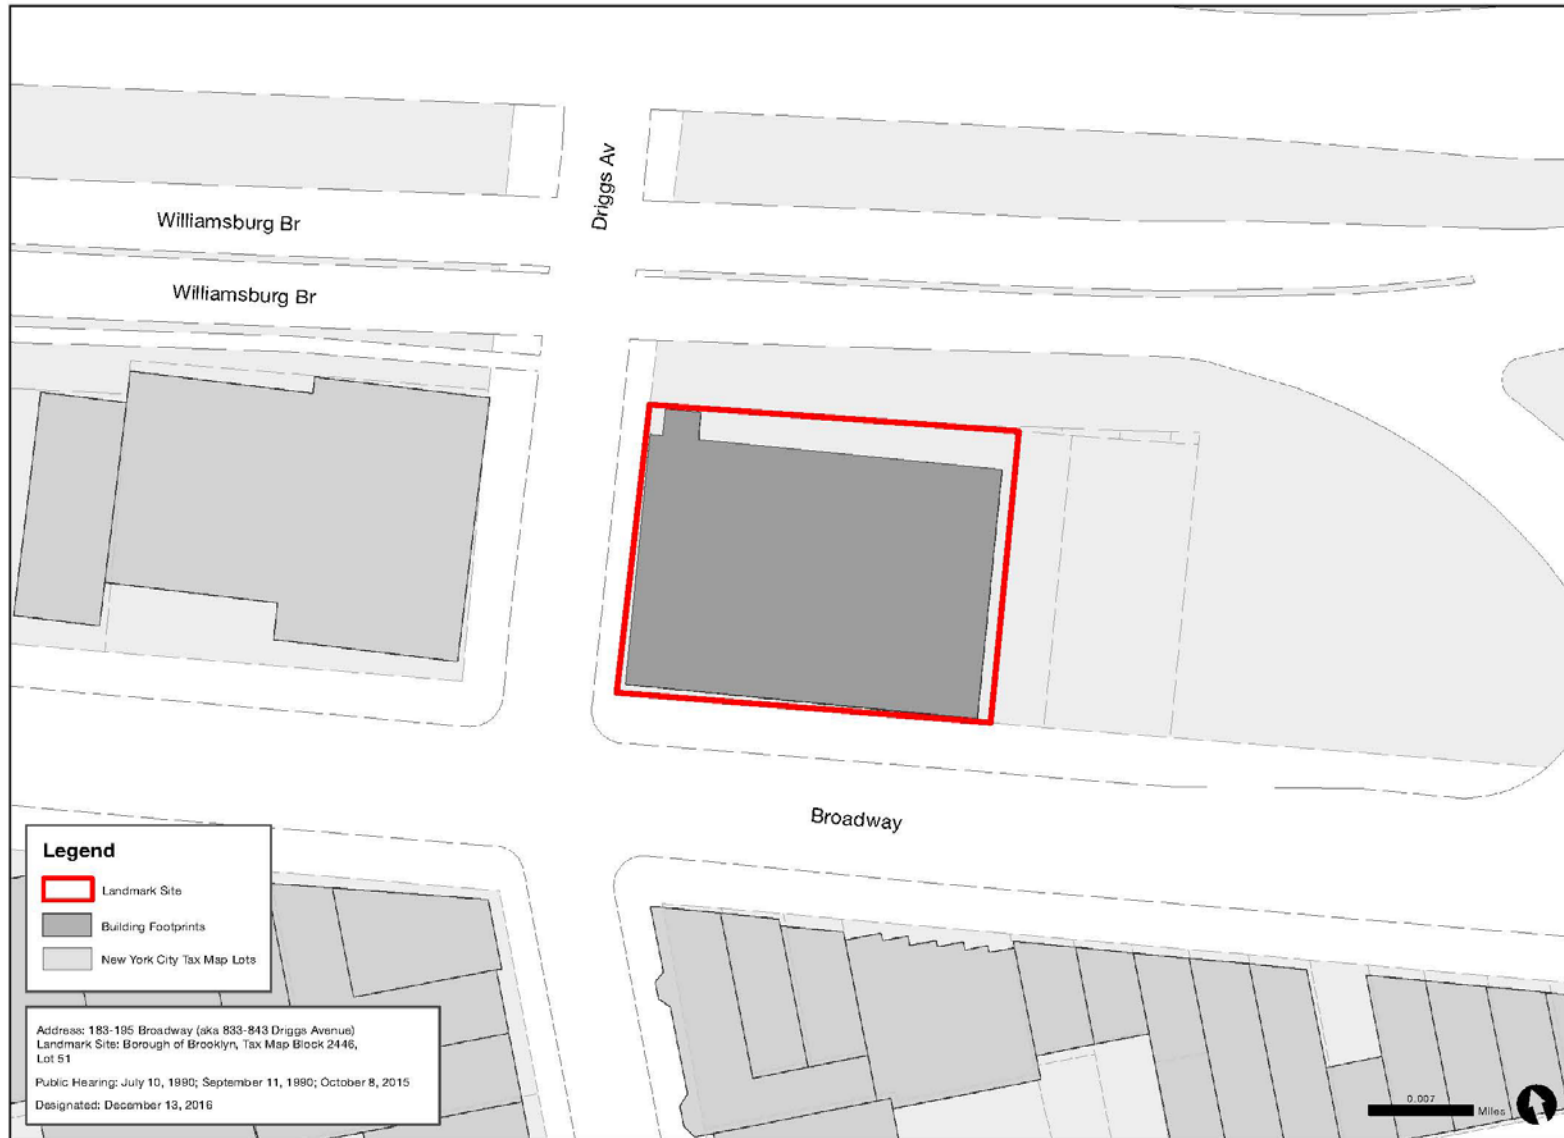 Driggs Av
Williamsburg Br
Williamsburg Br
Broadway
Legend
Landmark Site
Building Footprints
New York City Tax Map Lots
Address: 183-195 Broadway (aka 833-843 Driggs Avenue)
Landmark Site: Borough of Brooklyn, Tax Map Block 2446,
Lot 51
Public Hearing: July 10, 1990; September 11, 1990; October 8, 2015
Designated: December 13, 2016
0.007
Miles